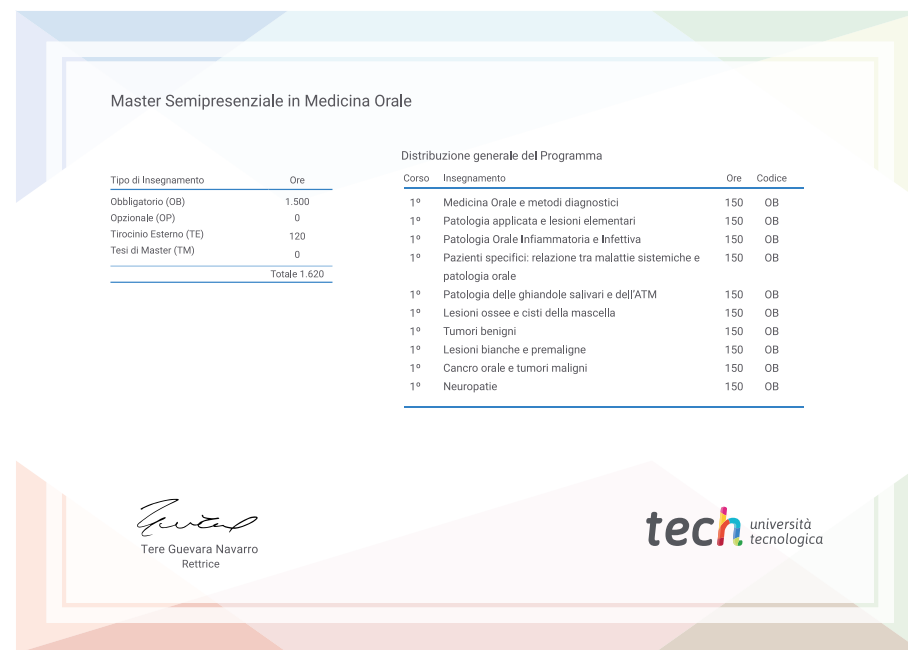 Master Semipresenziale in Medicina Orale
Tipo di Insegnamento Ore
Obbligatorio (OB) 1.500
Opzionale (OP) 0
Tirocinio Esterno (TE) 120
Tesi di Master (TM) 0
Totale 1.620
Distribuzione generale del Programma
Corso Insegnamento Ore Codice
1º Medicina Orale e metodi diagnostici 150 OB
1º Patologia applicata e lesioni elementari 150 OB
1º Patologia Orale Infiammatoria e Infettiva 150 OB
1º Pazienti specifici: relazione tra malattie sistemiche e 150 OB
patologia orale
1º Patologia delle ghiandole salivari e dell'ATM 150 OB
1º Lesioni ossee e cisti della mascella 150 OB
1º Tumori benigni 150 OB
1º Lesioni bianche e premaligne 150 OB
1º Cancro orale e tumori maligni 150 OB
1º Neuropatie 150 OB
Tere Guevara Navarro
Rettrice
tech università
tecnologica